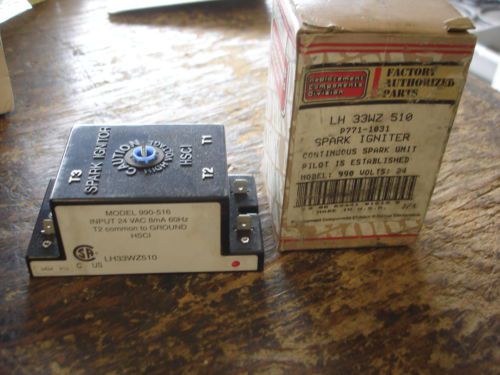 T3
SPARK IGNITOR
CAUTION
HIGH VOLTAGE
HSCI
T2
T1
MODEL 990-516
INPUT 24 VAC 8mA 60Hz
T2 common to GROUND
HSCI
C US
LH33WZ510
Replacement
Components
Division
FACTORY
AUTHORIZED
PARTS
LH 33WZ 510
P771-1031
SPARK IGNITER
CONTINUOUS SPARK UNIT
PILOT IS ESTABLISHED
MODEL: 990 VOLTS: 24
MADE IN U.S.A.